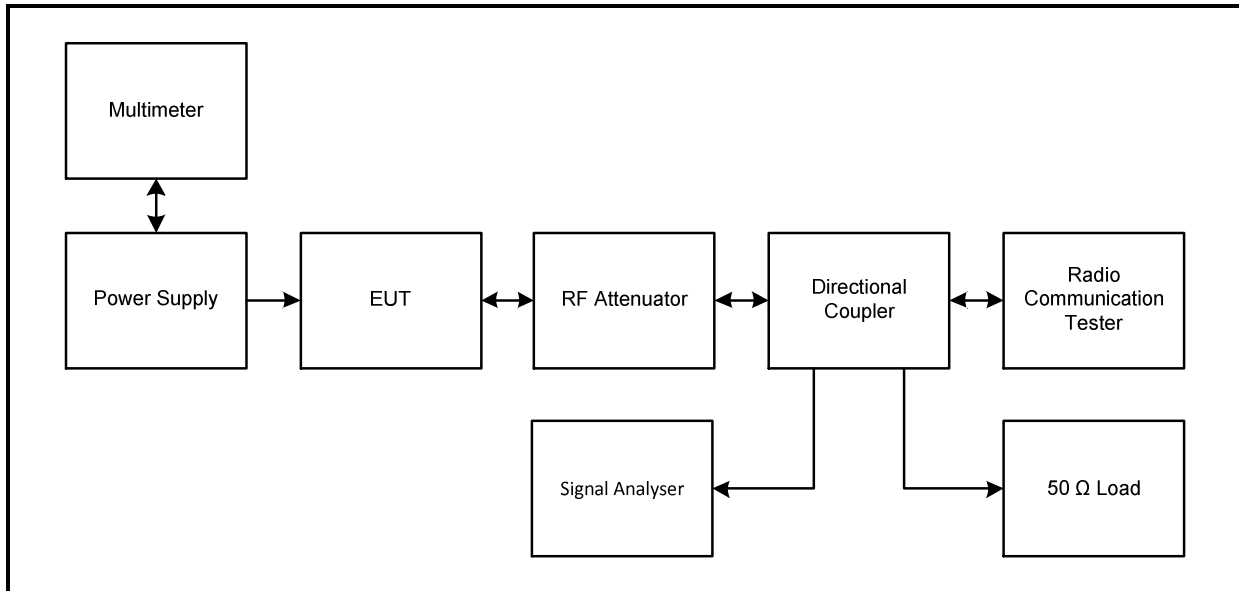 Multimeter
Power Supply
EUT
RF Attenuator
Directional
Coupler
Radio
Communication
Tester
Signal Analyser
50 Ω Load